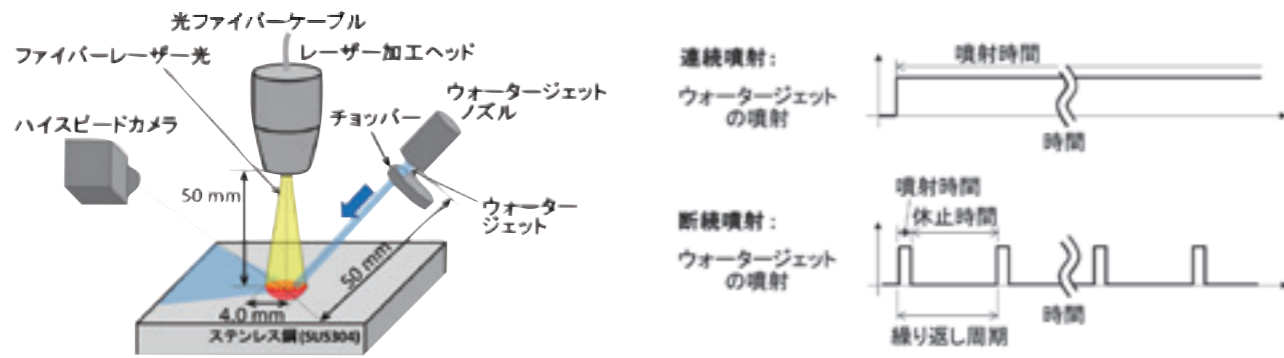 光ファイバーケーブル
ファイバーレーザー光
レーザー加工ヘッド
ウォータージェット
ノズル
チョッパー
ハイスピードカメラ
50 mm
ウォーター
ジェット
50 mm
4.0 mm
ステンレス鋼(SUS304)
連続噴射:
噴射時間
ウォータージェット
の噴射
時間
噴射時間
休止時間
断続噴射:
ウォータージェット
の噴射
時間
繰り返し周期